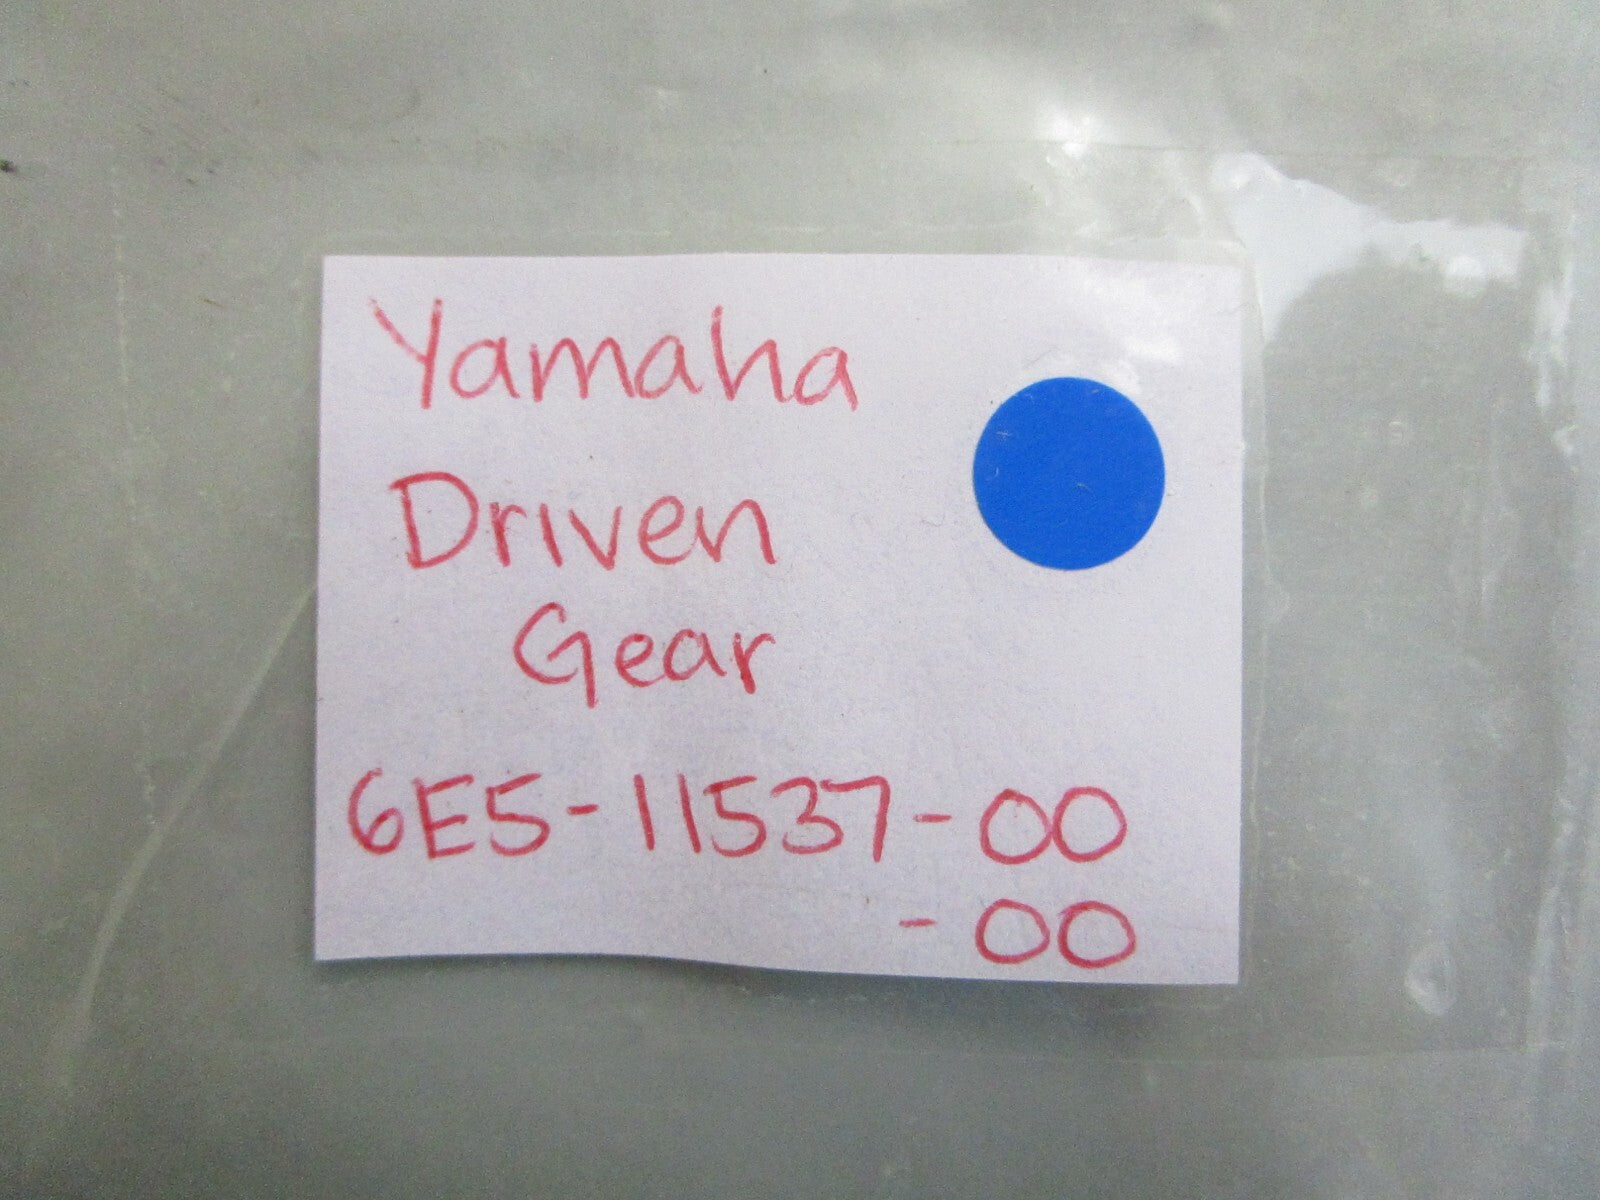 Yamaha
Driven
Gear
6E5-11537-00
-00